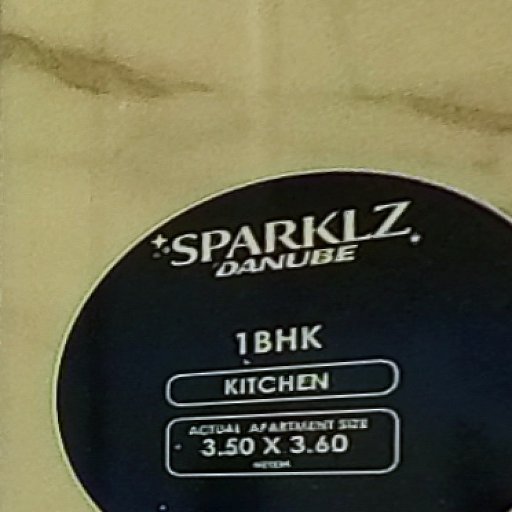 SPARKLZ
DANUBE
1BHK
KITCHEN
ACTUAL APARTMENT SIZE
3.50 X 3.60